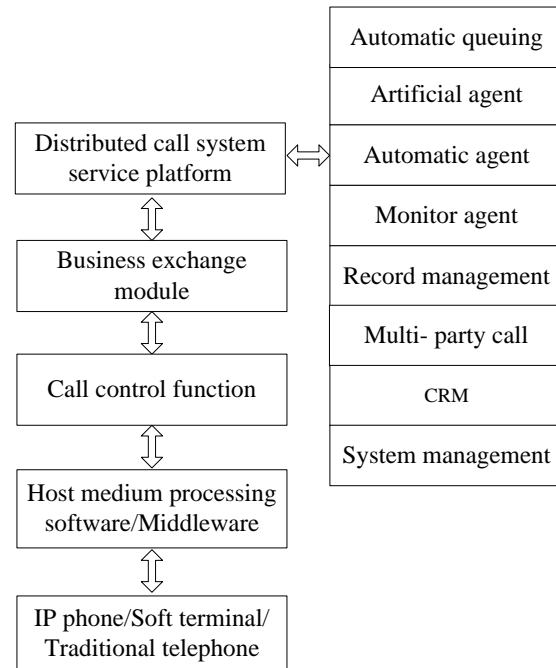 Distributed call system
service platform
Business exchange
module
Call control function
Host medium processing
software/Middleware
IP phone/Soft terminal/
Traditional telephone
Automatic queuing
Artificial agent
Automatic agent
Monitor agent
Record management
Multi- party call
CRM
System management